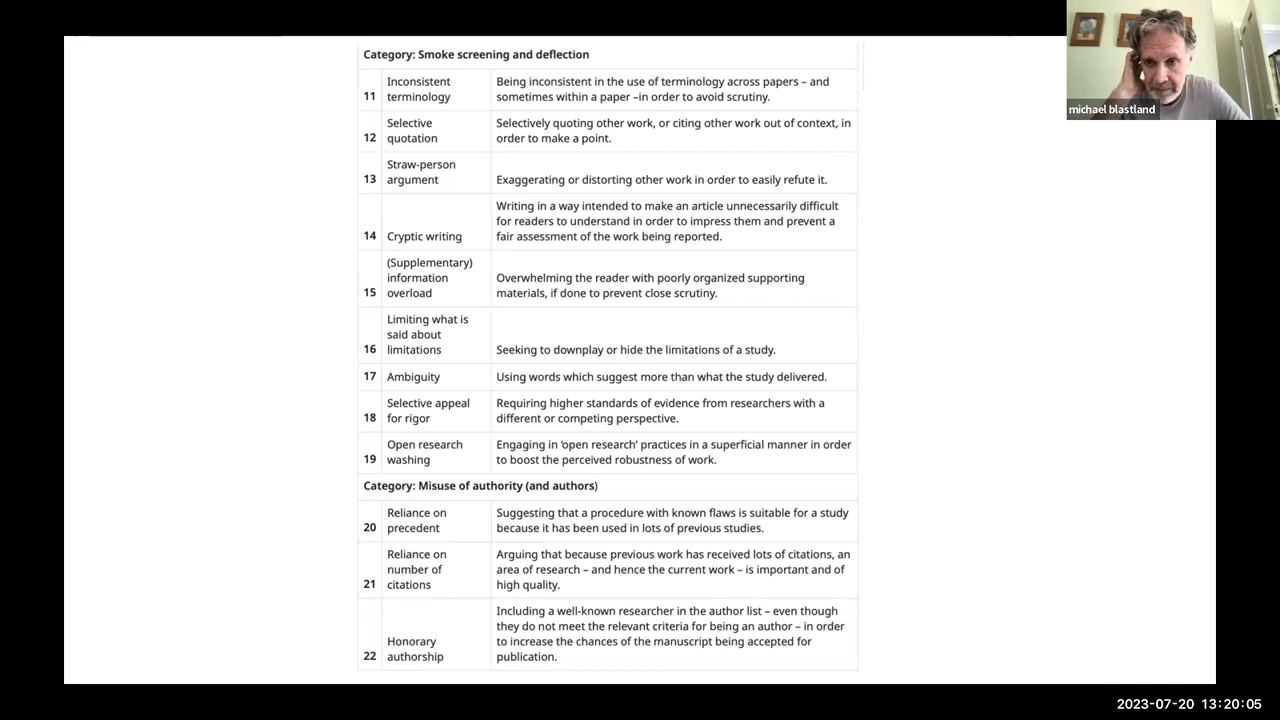 Category: Smoke screening and deflection
11 Inconsistent terminology Being inconsistent in the use of terminology across papers – and
sometimes within a paper –in order to avoid scrutiny.
12 Selective quotation Selectively quoting other work, or citing other work out of context, in
order to make a point.
13 Straw-person argument Exaggerating or distorting other work in order to easily refute it.
14 Cryptic writing Writing in a way intended to make an article unnecessarily difficult
for readers to understand in order to impress them and prevent a
fair assessment of the work being reported.
15 (Supplementary) information overload Overwhelming the reader with poorly organized supporting
materials, if done to prevent close scrutiny.
16 Limiting what is said about limitations Seeking to downplay or hide the limitations of a study.
17 Ambiguity Using words which suggest more than what the study delivered.
18 Selective appeal for rigor Requiring higher standards of evidence from researchers with a
different or competing perspective.
19 Open research washing Engaging in ‘open research’ practices in a superficial manner in order
to boost the perceived robustness of work.
Category: Misuse of authority (and authors)
20 Reliance on precedent Suggesting that a procedure with known flaws is suitable for a study
because it has been used in lots of previous studies.
21 Reliance on number of citations Arguing that because previous work has received lots of citations, an
area of research – and hence the current work – is important and of
high quality.
22 Honorary authorship Including a well-known researcher in the author list – even though
they do not meet the relevant criteria for being an author – in order
to increase the chances of the manuscript being accepted for
publication.
michael blastland
2023-07-20 13:20:05